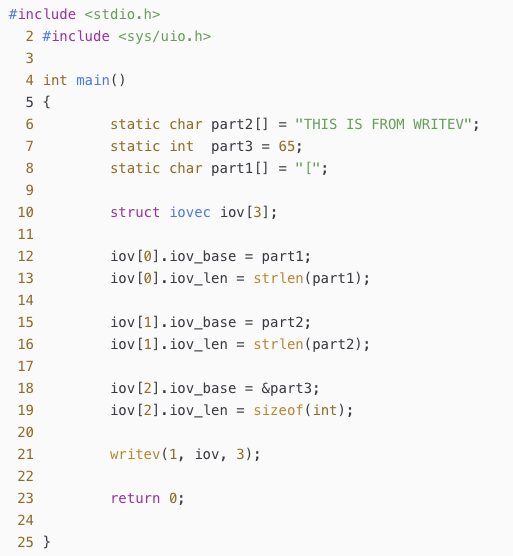 #include <stdio.h>
2 #include <sys/uio.h>
3
4 int main()
5 {
6         static char part2[] = "THIS IS FROM WRITEV";
7         static int  part3 = 65;
8         static char part1[] = "[";
9
10         struct iovec iov[3];
11
12         iov[0].iov_base = part1;
13         iov[0].iov_len = strlen(part1);
14
15         iov[1].iov_base = part2;
16         iov[1].iov_len = strlen(part2);
17
18         iov[2].iov_base = &part3;
19         iov[2].iov_len = sizeof(int);
20
21         writev(1, iov, 3);
22
23         return 0;
24
25 }